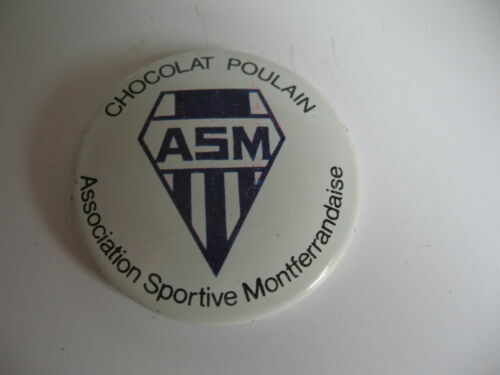 CHOCOLAT POULAIN
ASM
Association Sportive Montferrandaise